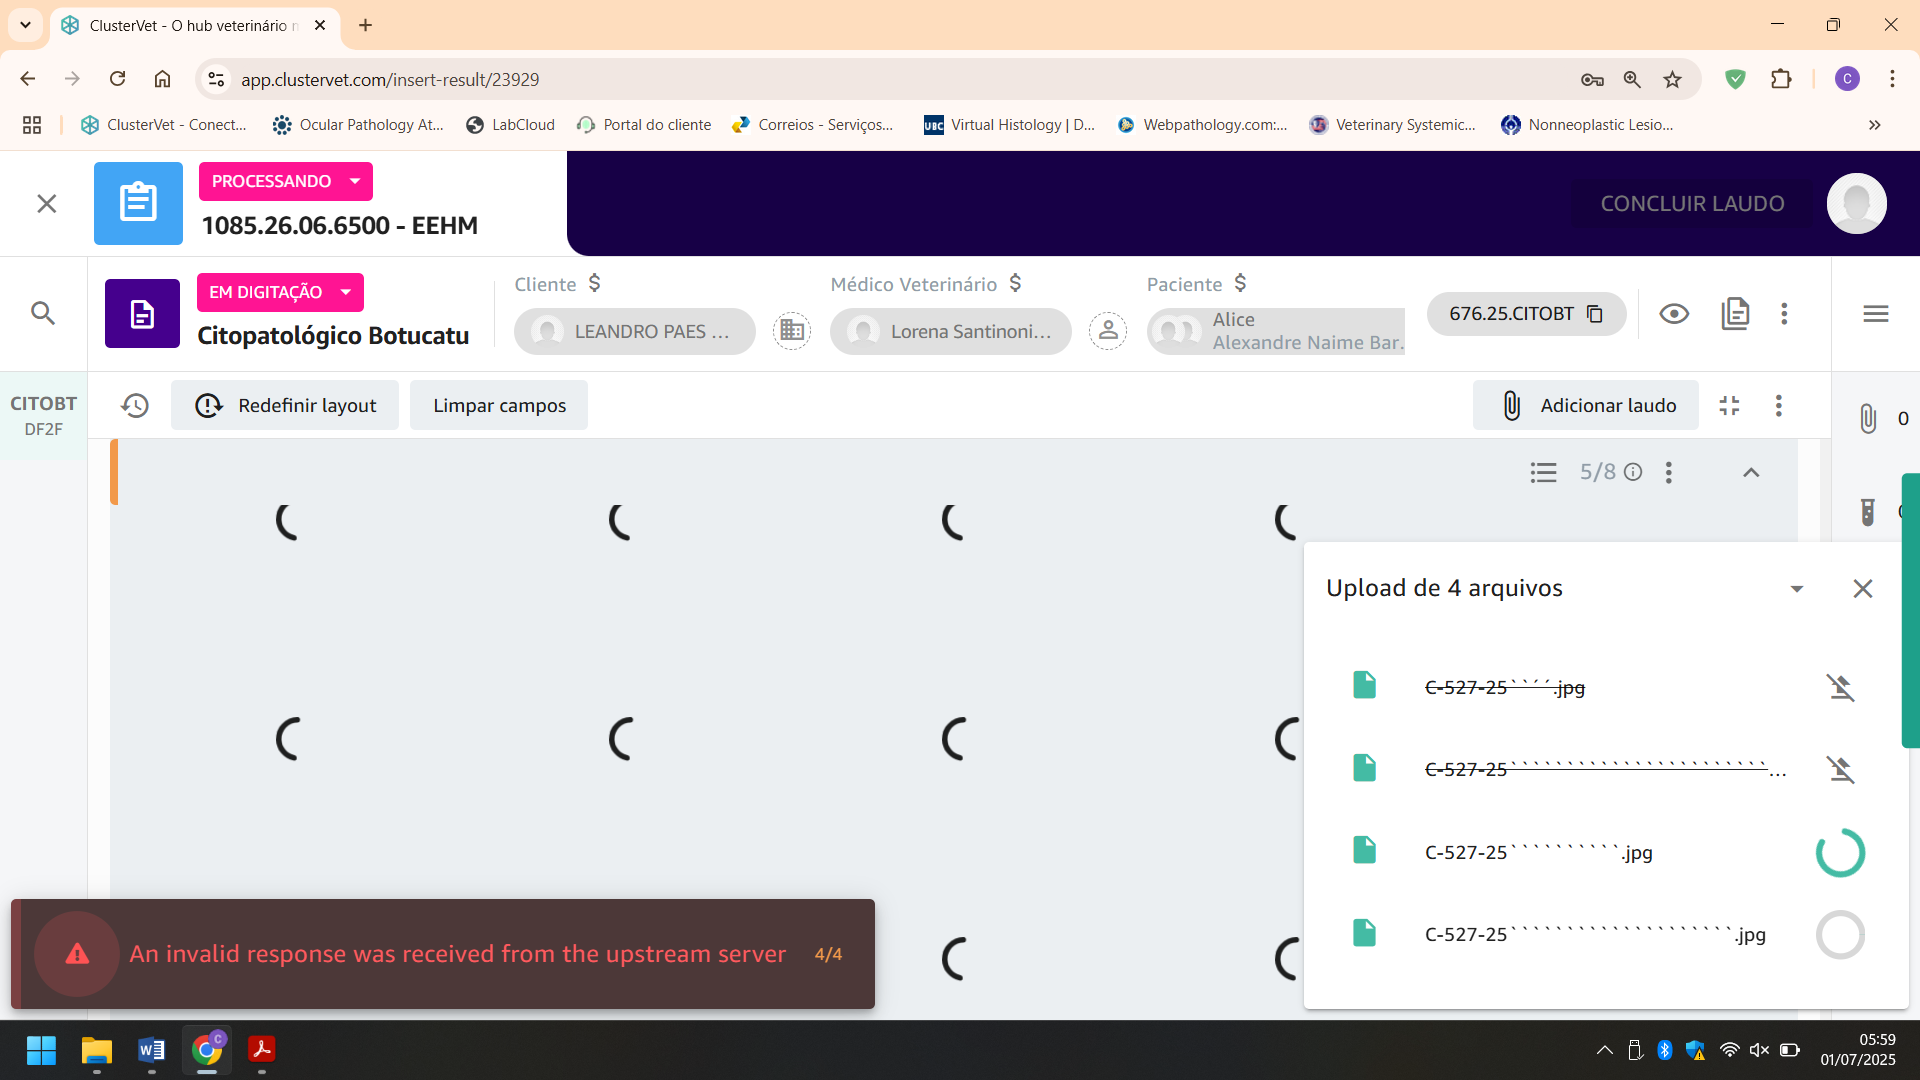 ClusterVet - O hub veterinário n
app.clustervet.com/insert-result/23929
C
ClusterVet - Conect...
Ocular Pathology At...
LabCloud
Portal do cliente
Correios - Serviços...
UBC
Virtual Histology | D...
Webpathology.com:...
Veterinary Systemic...
Nonneoplastic Lesio...
PROCESSANDO
1085.26.06.6500 - EEHM
CONCLUIR LAUDO
EM DIGITAÇÃO
Citopatológico Botucatu
Cliente $
LEANDRO PAES ...
Médico Veterinário $
Lorena Santinoni...
Paciente $
Alice
Alexandre Naime Bar.
676.25.CITOBT
CITOBT
DF2F
Redefinir layout
Limpar campos
Adicionar laudo
0
5/8
Upload de 4 arquivos
C-527-25````.jpg
C-527-25```````````````````````...
C-527-25``````````.jpg
C-527-25````````````````````.jpg
An invalid response was received from the upstream server
4/4
W
C
05:59
01/07/2025